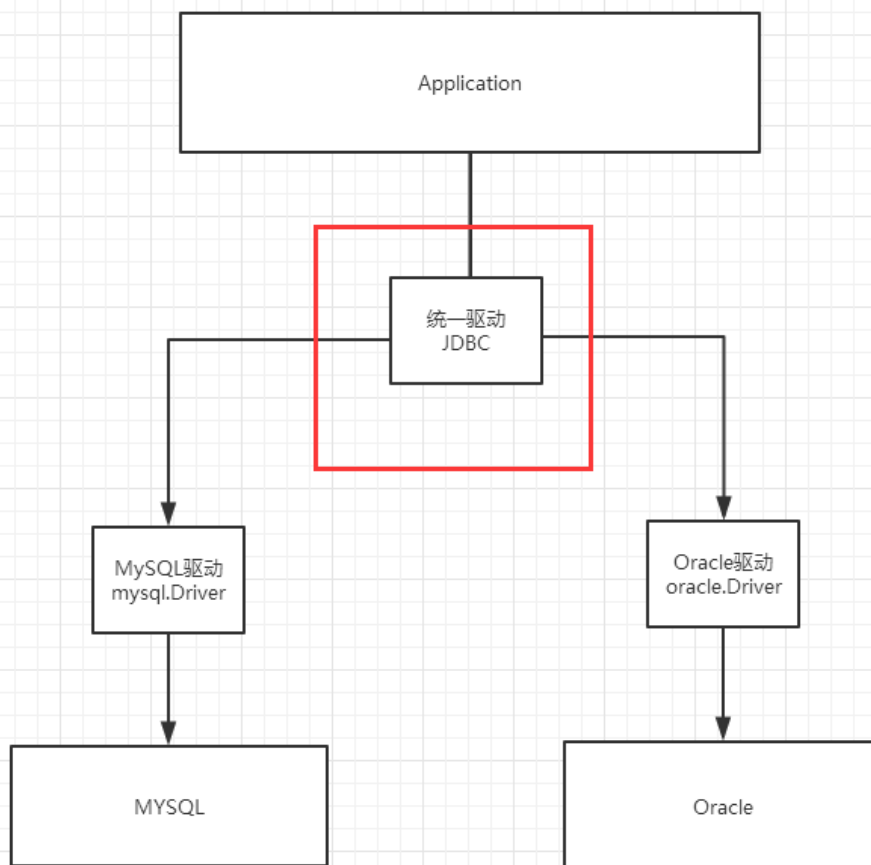 Application
统一驱动
JDBC
MySQL驱动
mysql.Driver
Oracle驱动
oracle.Driver
MYSQL
Oracle